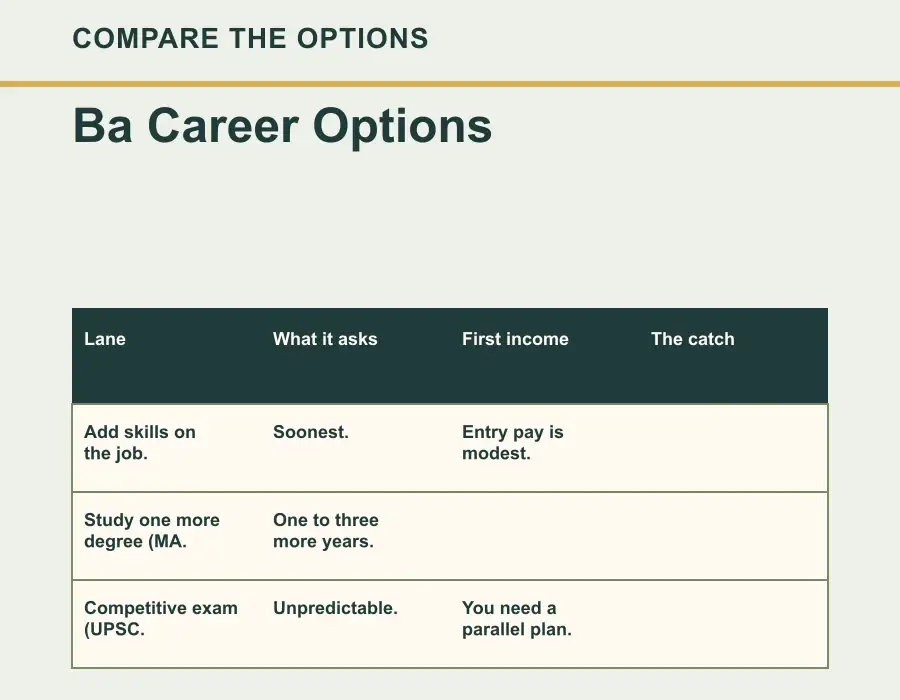 COMPARE THE OPTIONS
Ba Career Options
Lane What it asks First income The catch
Add skills on
the job.
Soonest.
Entry pay is
modest.
Study one more
degree (MA.
One to three
more years.
Competitive exam
(UPSC.
Unpredictable.
You need a
parallel plan.